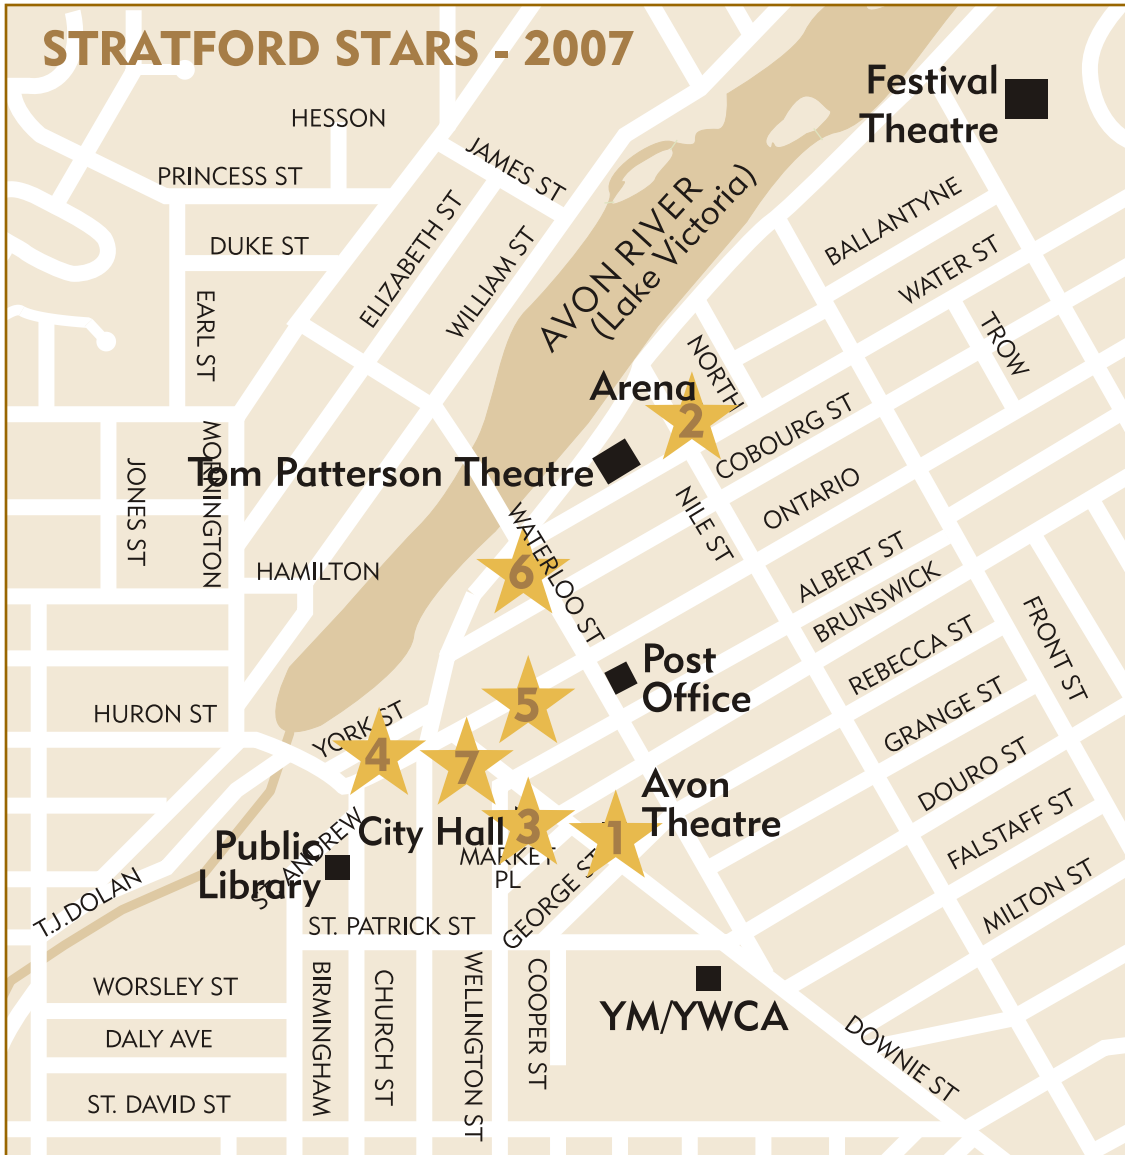 STRATFORD STARS - 2007
Festival
Theatre
HESSON
JAMES ST
PRINCESS ST
AVON RIVER
(Lake Victoria)
BALLANTYNE
ELIZABETH ST
DUKE ST
WILLIAM ST
WATER ST
EARL ST
TROW
NORTH
Arena
2
COBOURG ST
MORNINGTON
JONES ST
Tom Patterson Theatre
NILE ST
ONTARIO
WATERLOO ST
ALBERT ST
HAMILTON
6
BRUNSWICK
FRONT ST
REBECCA ST
Post
Office
5
GRANGE ST
HURON ST
YORK ST
4
7
DOURO ST
Avon
Theatre
3
1
City Hall
FALSTAFF ST
MARKET
PL
Public
Library
ST. ANDREW
GEORGE ST
MILTON ST
T.J.DOLAN
ST. PATRICK ST
WORSLEY ST
BIRMINGHAM
CHURCH ST
WELLINGTON ST
COOPER ST
YM/YWCA
DALY AVE
DOWNIE ST
ST. DAVID ST